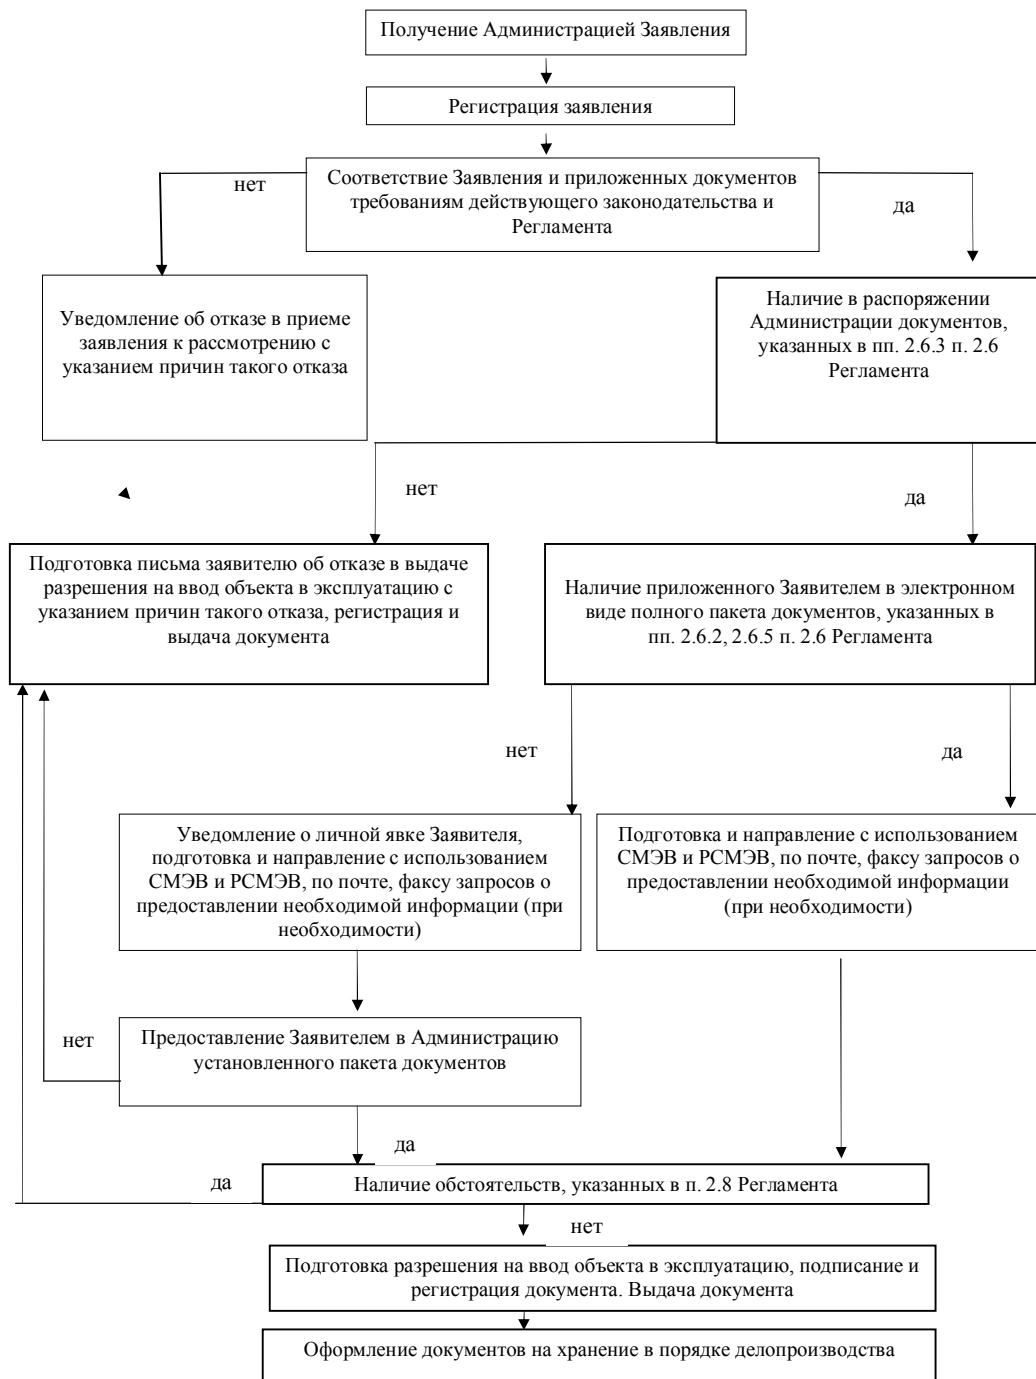 Получение Администрацией Заявления
Регистрация заявления
нет
Соответствие Заявления и приложенных документов
требованиям действующего законодательства и
Регламента
да
Уведомление об отказе в приеме
заявления к рассмотрению с
указанием причин такого отказа
Наличие в распоряжении
Администрации документов,
указанных в пп. 2.6.3 п. 2.6
Регламента
нет
да
Подготовка письма заявителю об отказе в выдаче
разрешения на ввод объекта в эксплуатацию с
указанием причин такого отказа, регистрация и
выдача документа
Наличие приложенного Заявителем в электронном
виде полного пакета документов, указанных в
пп. 2.6.2, 2.6.5 п. 2.6 Регламента
нет
да
Уведомление о личной явке Заявителя,
подготовка и направление с использованием
СМЭВ и РСМЭВ, по почте, факсу запросов о
предоставлении необходимой информации (при
необходимости)
Подготовка и направление с использованием
СМЭВ и РСМЭВ, по почте, факсу запросов о
предоставлении необходимой информации
(при необходимости)
нет
Предоставление Заявителем в Администрацию
установленного пакета документов
да
да
Наличие обстоятельств, указанных в п. 2.8 Регламента
нет
Подготовка разрешения на ввод объекта в эксплуатацию, подписание и
регистрация документа. Выдача документа
Оформление документов на хранение в порядке делопроизводства